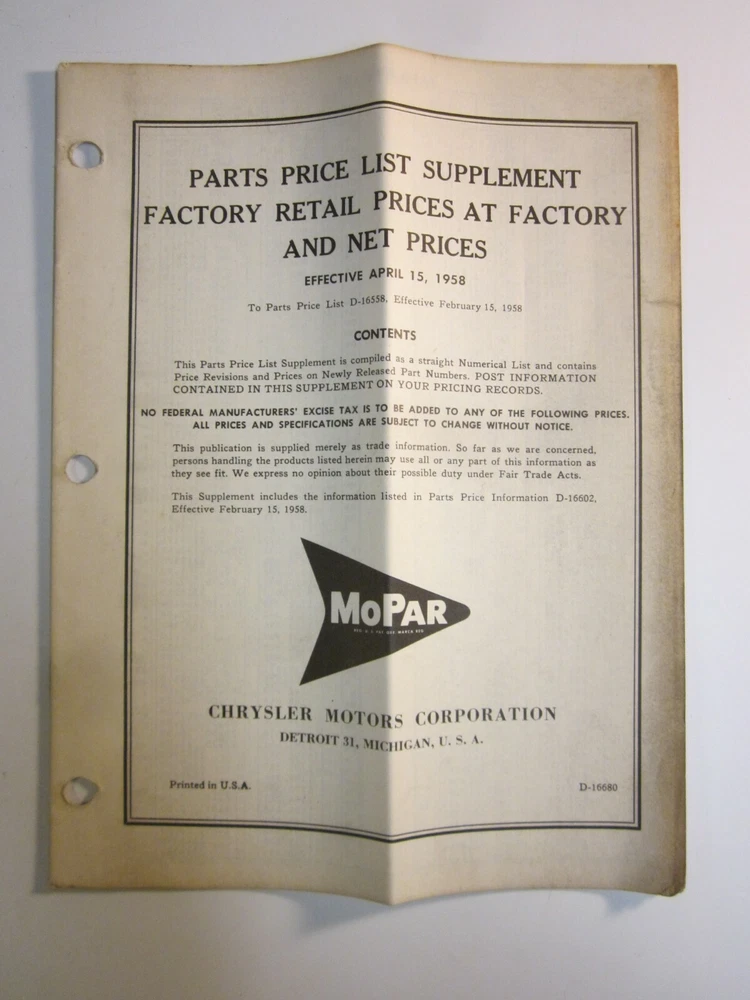 PARTS PRICE LIST SUPPLEMENT
FACTORY RETAIL PRICES AT FACTORY
AND NET PRICES
EFFECTIVE APRIL 15, 1958
To Parts Price List D-16558, Effective February 15, 1958
CONTENTS
This Parts Price List Supplement is compiled as a straight Numerical List and contains
Price Revisions and Prices on Newly Released Part Numbers. POST INFORMATION
CONTAINED IN THIS SUPPLEMENT ON YOUR PRICING RECORDS.
NO FEDERAL MANUFACTURERS' EXCISE TAX IS TO BE ADDED TO ANY OF THE FOLLOWING PRICES.
ALL PRICES AND SPECIFICATIONS ARE SUBJECT TO CHANGE WITHOUT NOTICE.
This publication is supplied merely as trade information. So far as we are concerned,
persons handling the products listed herein may use all or any part of this information as
they see fit. We express no opinion about their possible duty under Fair Trade Acts.
This Supplement includes the information listed in Parts Price Information D-16602,
Effective February 15, 1958.
MOPAR
CHRYSLER MOTORS CORPORATION
DETROIT 31, MICHIGAN, U. S. A.
Printed in U.S.A.
D-16680